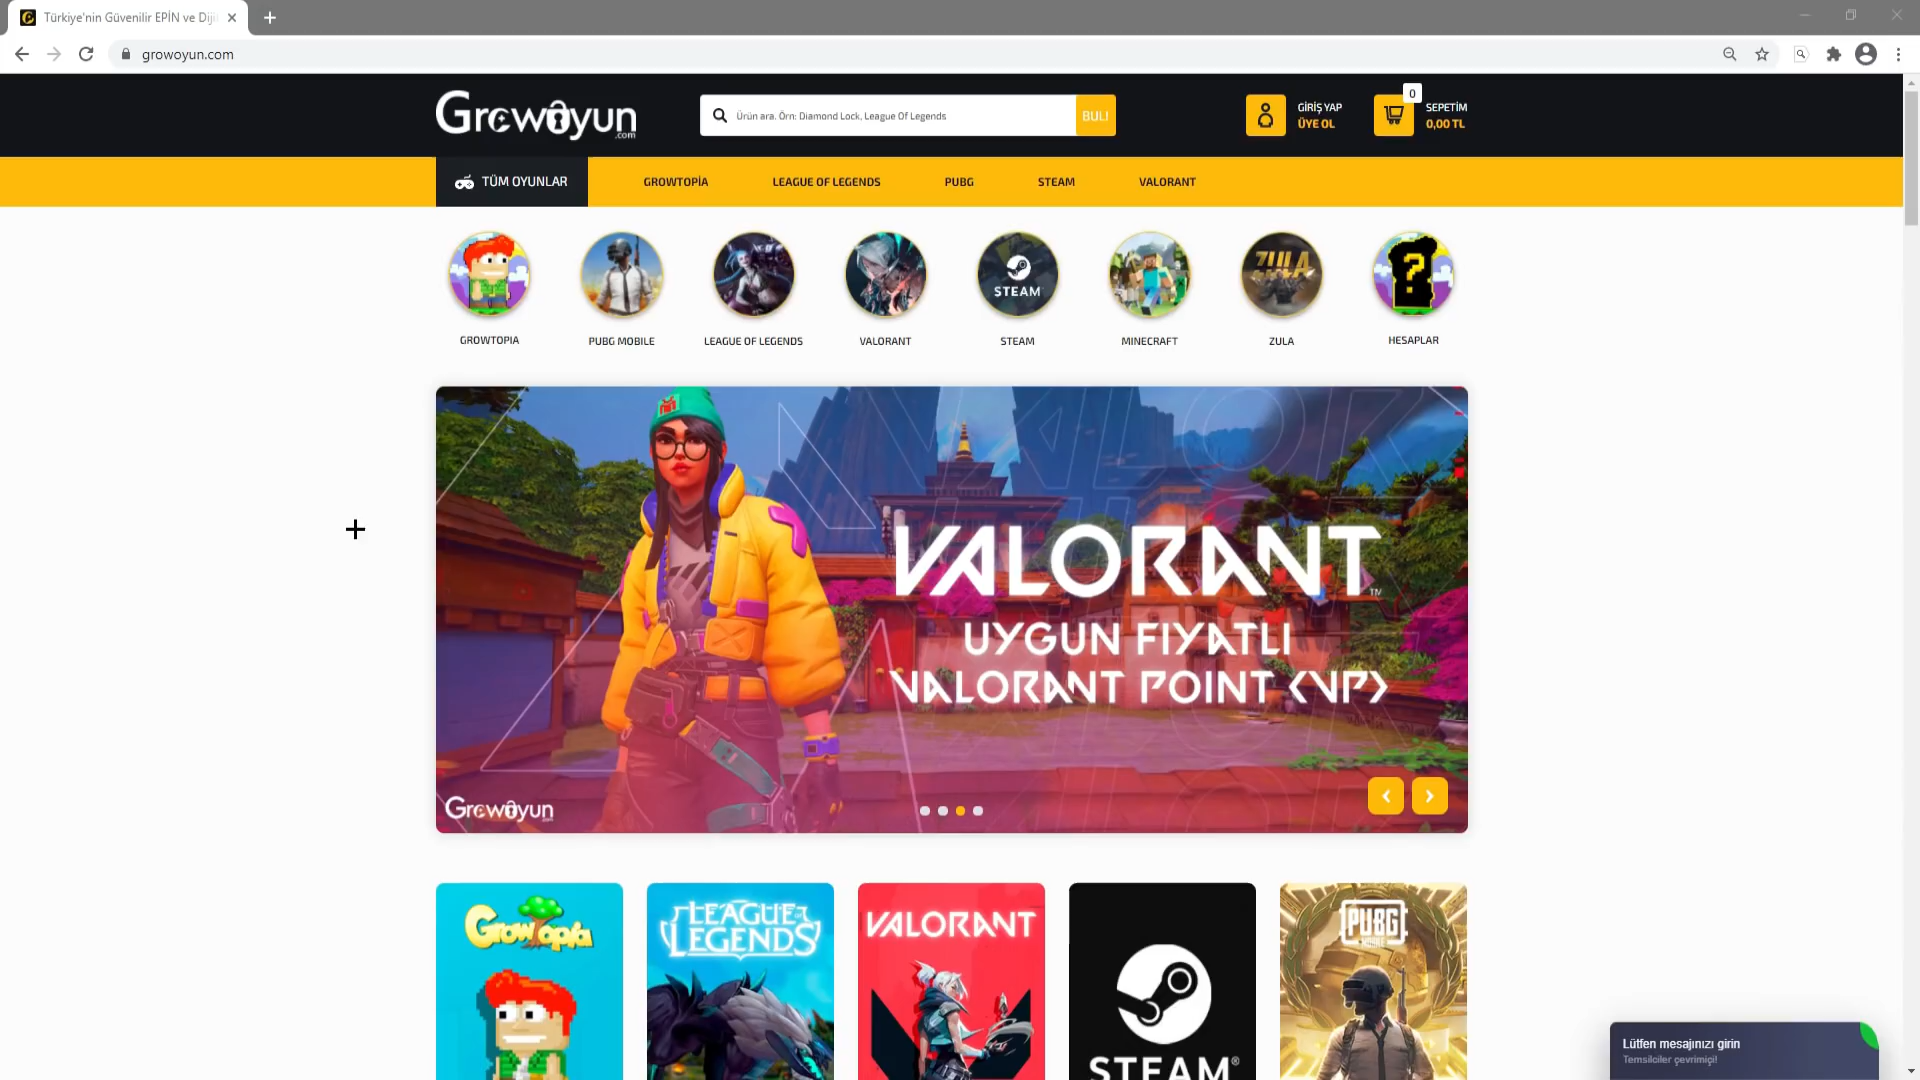 Türkiye'nin Güvenilir EPİN ve Diji
growoyun.com
Growoyun
.com
Ürün ara. Örn: Diamond Lock, League Of Legends
BUL!
GİRİŞ YAP
ÜYE OL
0
SEPETİM
0,00 TL
TÜM OYUNLAR
GROWTOPİA
LEAGUE OF LEGENDS
PUBG
STEAM
VALORANT
ZULA
STEAM
GROWTOPIA
PUBG MOBILE
LEAGUE OF LEGENDS
VALORANT
STEAM
MINECRAFT
ZULA
HESAPLAR
VALORANT
TM
UYGUN FIYATLI
VALORANT POINT <VP>
Growoyun
GrowTopia
LEAGUE OF
LEGENDS
VALORANT
STEAM®
PUBG
MOBILE
Lütfen mesajınızı girin
Temsilciler çevrimiçi!